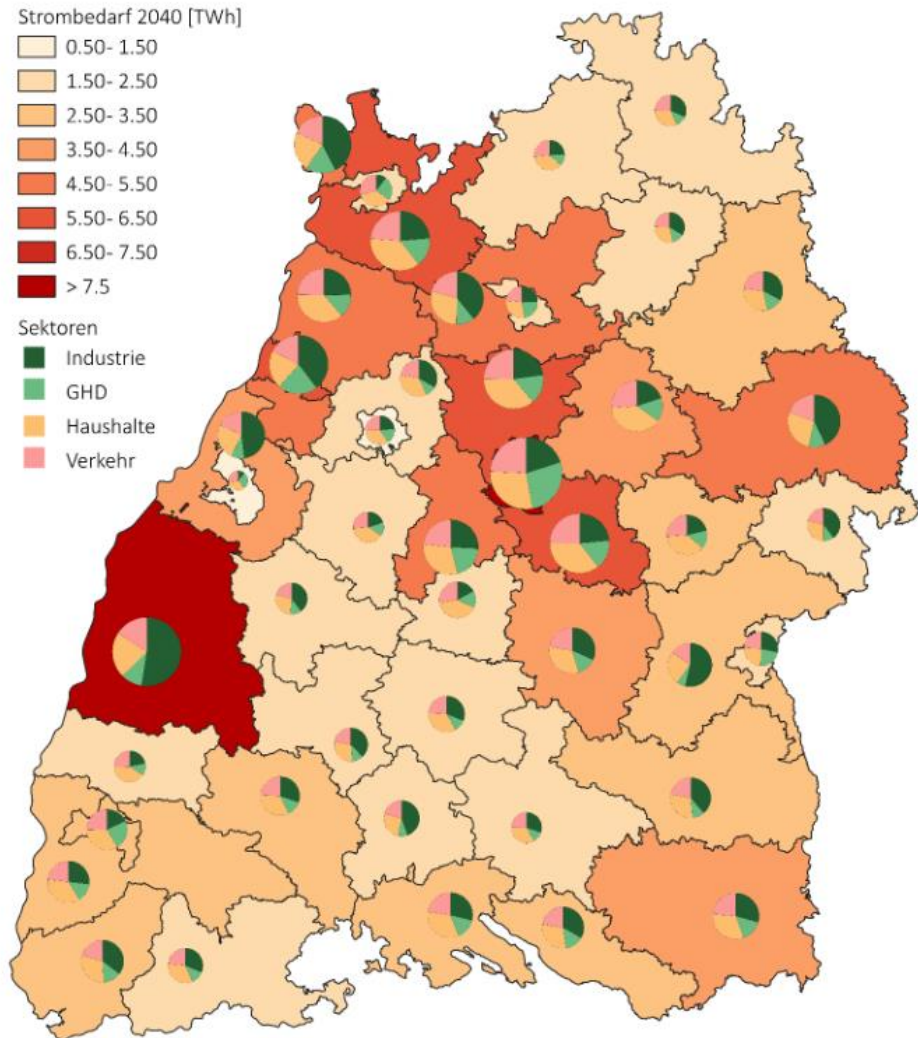 Strombedarf 2040 [TWh]
0.50- 1.50
1.50- 2.50
2.50- 3.50
3.50- 4.50
4.50- 5.50
5.50- 6.50
6.50- 7.50
> 7.5
Sektoren
Industrie
GHD
Haushalte
Verkehr